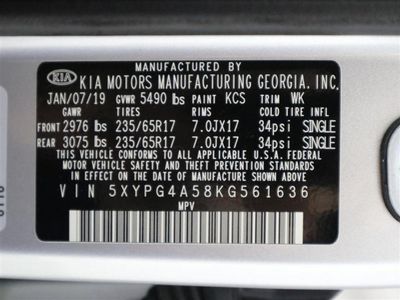 KIA KIA MOTORS MANUFACTURING GEORGIA. INC.
JAN/07/19 GVWR 5490 lbs PAINT KCS TRIM WK
GAWR TIRES RIMS COLD TIRE INFL
FRONT 2976 lbs 235/65R17 7.0JX17 34psi SINGLE
REAR 3075 lbs 235/65R17 7.0JX17 34psi SINGLE
THIS VEHICLE CONFORMS TO ALL APPLICABLE U.S.A FEDERAL
MOTOR VEHICLE SAFETY AND THEFT PREVENTION STANDARDS
IN EFFECT ON THE DATE OF MANUFACTURE SHOWN ABOVE
VIN 5XYPG4A58KG561636
MPV